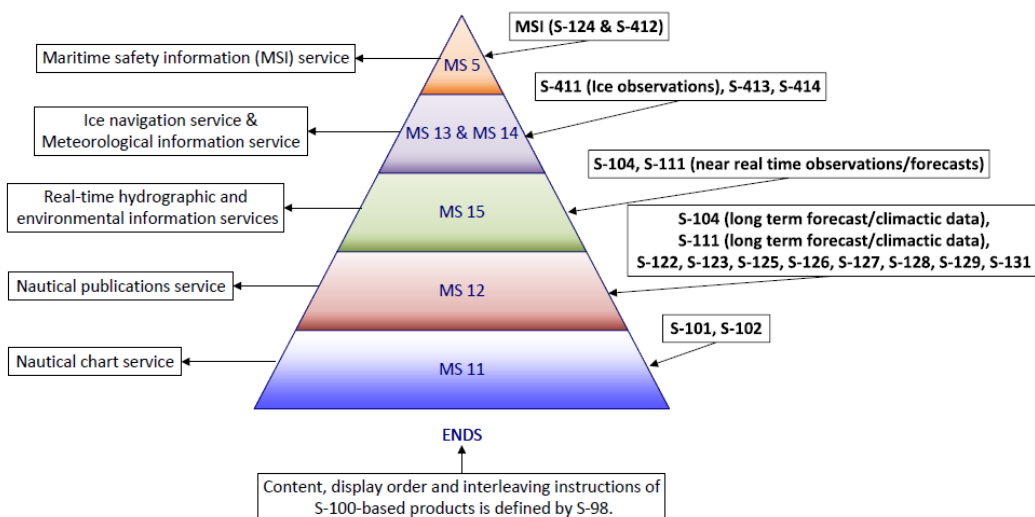 MSI (S-124 & S-412)
Maritime safety information (MSI) service
MS 5
S-411 (Ice observations), S-413, S-414
Ice navigation service &
Meteorological information service
MS 13 & MS 14
S-104, S-111 (near real time observations/forecasts)
Real-time hydrographic and
environmental information services
MS 15
S-104 (long term forecast/climactic data),
S-111 (long term forecast/climactic data),
S-122, S-123, S-125, S-126, S-127, S-128, S-129, S-131
Nautical publications service
MS 12
S-101, S-102
Nautical chart service
MS 11
ENDS
Content, display order and interleaving instructions of
S-100-based products is defined by S-98.